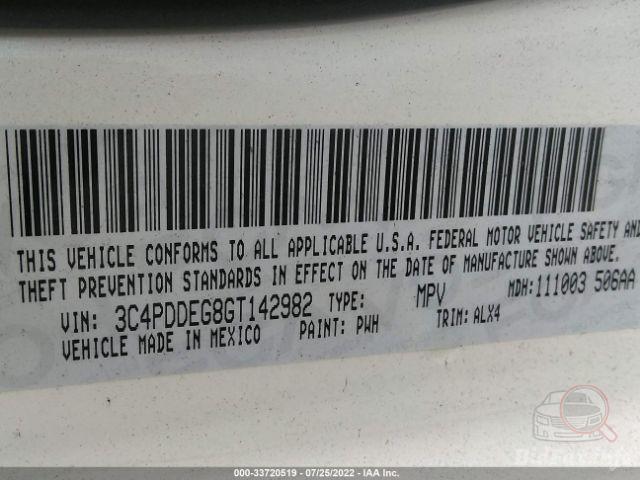 THIS VEHICLE CONFORMS TO ALL APPLICABLE U.S.A. FEDERAL MOTOR VEHICLE SAFETY AND
THEFT PREVENTION STANDARDS IN EFFECT ON THE DATE OF MANUFACTURE SHOWN ABOVE.
VIN: 3C4PDDEG8GT142982 TYPE: MPV MDH: 111003 506AA
VEHICLE MADE IN MEXICO PAINT: PWH TRIM: ALX4
000-33720519 / 07/25/2022 - IAA Inc.